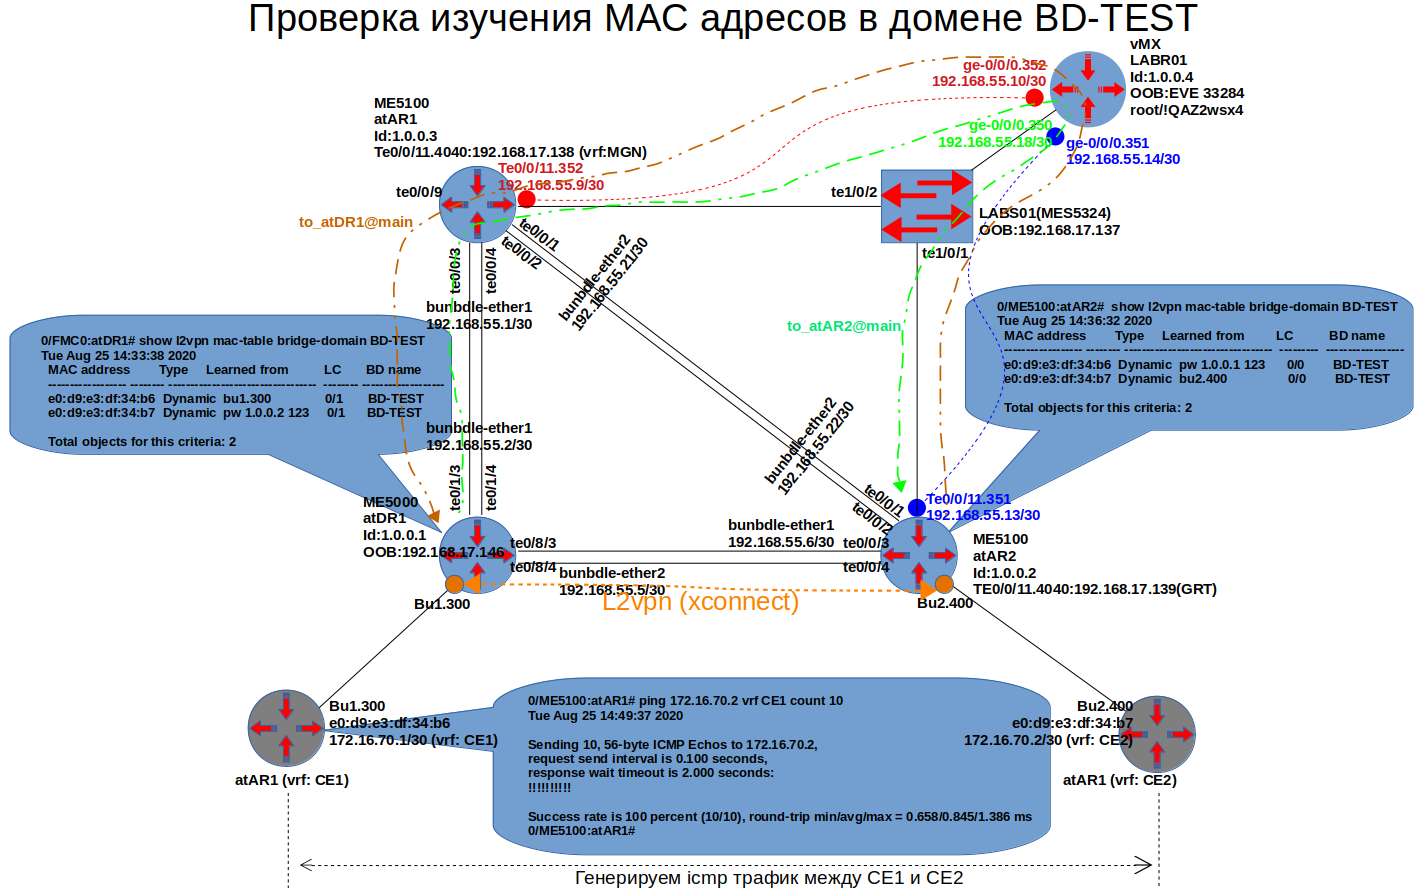 Проверка изучения MAC адресов в домене BD-TEST
vMX
LABR01
Id:1.0.0.4
OOB:EVE 33284
root/!QAZ2wsx4
ge-0/0/0.352
192.168.55.10/30
ge-0/0/0.350
192.168.55.18/30
ge-0/0/0.351
192.168.55.14/30
ME5100
atAR1
Id:1.0.0.3
Te0/0/11.4040:192.168.17.138 (vrf:MGN)
Te0/0/11.352
192.168.55.9/30
te0/0/9
te1/0/2
LABS01(MES5324)
OOB:192.168.17.137
te1/0/1
to_atDR1@main
te0/0/1
te0/0/2
te0/0/3
te0/0/4
bunbdle-ether2
192.168.55.21/30
bunbdle-ether1
192.168.55.1/30
to_atAR2@main
0/FMC0:atDR1# show l2vpn mac-table bridge-domain BD-TEST
Tue Aug 25 14:33:38 2020
MAC address Type Learned from LC BD name
------------------ -------- ---------------------------------- -------- -------------------
e0:d9:e3:df:34:b6 Dynamic bu1.300 0/1 BD-TEST
e0:d9:e3:df:34:b7 Dynamic pw 1.0.0.2 123 0/1 BD-TEST
Total objects for this criteria: 2
0/ME5100:atAR2# show l2vpn mac-table bridge-domain BD-TEST
Tue Aug 25 14:36:32 2020
MAC address Type Learned from LC BD name
------------------ -------- ---------------------------------- --------- ------------------
e0:d9:e3:df:34:b6 Dynamic pw 1.0.0.1 123 0/0 BD-TEST
e0:d9:e3:df:34:b7 Dynamic bu2.400 0/0 BD-TEST
Total objects for this criteria: 2
bunbdle-ether1
192.168.55.2/30
bunbdle-ether2
192.168.55.22/30
te0/1/3
te0/1/4
te0/0/1
te0/0/2
Te0/0/11.351
192.168.55.13/30
ME5000
atDR1
Id:1.0.0.1
OOB:192.168.17.146
te0/8/3
te0/8/4
bunbdle-ether1
192.168.55.6/30
te0/0/3
te0/0/4
bunbdle-ether2
192.168.55.5/30
ME5100
atAR2
Id:1.0.0.2
TE0/0/11.4040:192.168.17.139(GRT)
L2vpn (xconnect)
Bu1.300
Bu2.400
Bu1.300
e0:d9:e3:df:34:b6
172.16.70.1/30 (vrf: CE1)
atAR1 (vrf: CE1)
0/ME5100:atAR1# ping 172.16.70.2 vrf CE1 count 10
Tue Aug 25 14:49:37 2020
Sending 10, 56-byte ICMP Echos to 172.16.70.2,
request send interval is 0.100 seconds,
response wait timeout is 2.000 seconds:
!!!!!!!!!!
Success rate is 100 percent (10/10), round-trip min/avg/max = 0.658/0.845/1.386 ms
0/ME5100:atAR1#
Bu2.400
e0:d9:e3:df:34:b7
172.16.70.2/30 (vrf: CE2)
atAR1 (vrf: CE2)
Генерируем icmp трафик между CE1 и CE2